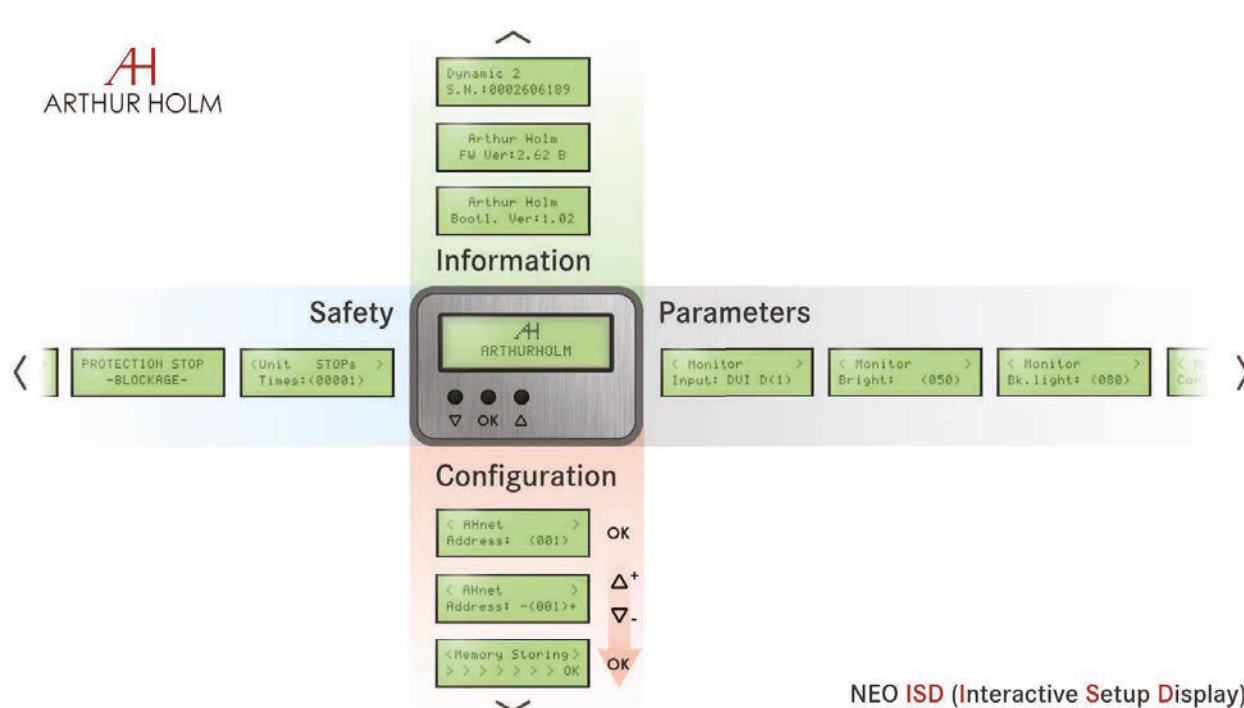 AH
ARTHUR HOLM
Dynamic 2
S.N.:0002606189
Arthur Holm
FW Ver:2.62 B
Arthur Holm
Bootl. Ver:1.02
Information
Safety
PROTECTION STOP
-BLOCKAGE-
<Unit STOPs >
Times:(00001)
AH
ARTHURHOLM
▽ OK △
Parameters
< Monitor >
Input: DVI D(1)
< Monitor >
Bright: (050)
< Monitor >
Bk.light: (080)
Configuration
< AHnet >
Address: (001)
OK
< AHnet >
Address: -(001)+
△+
▽-
<Memory Storing>
> > > > > > > OK
OK
NEO ISD (Interactive Setup Display)